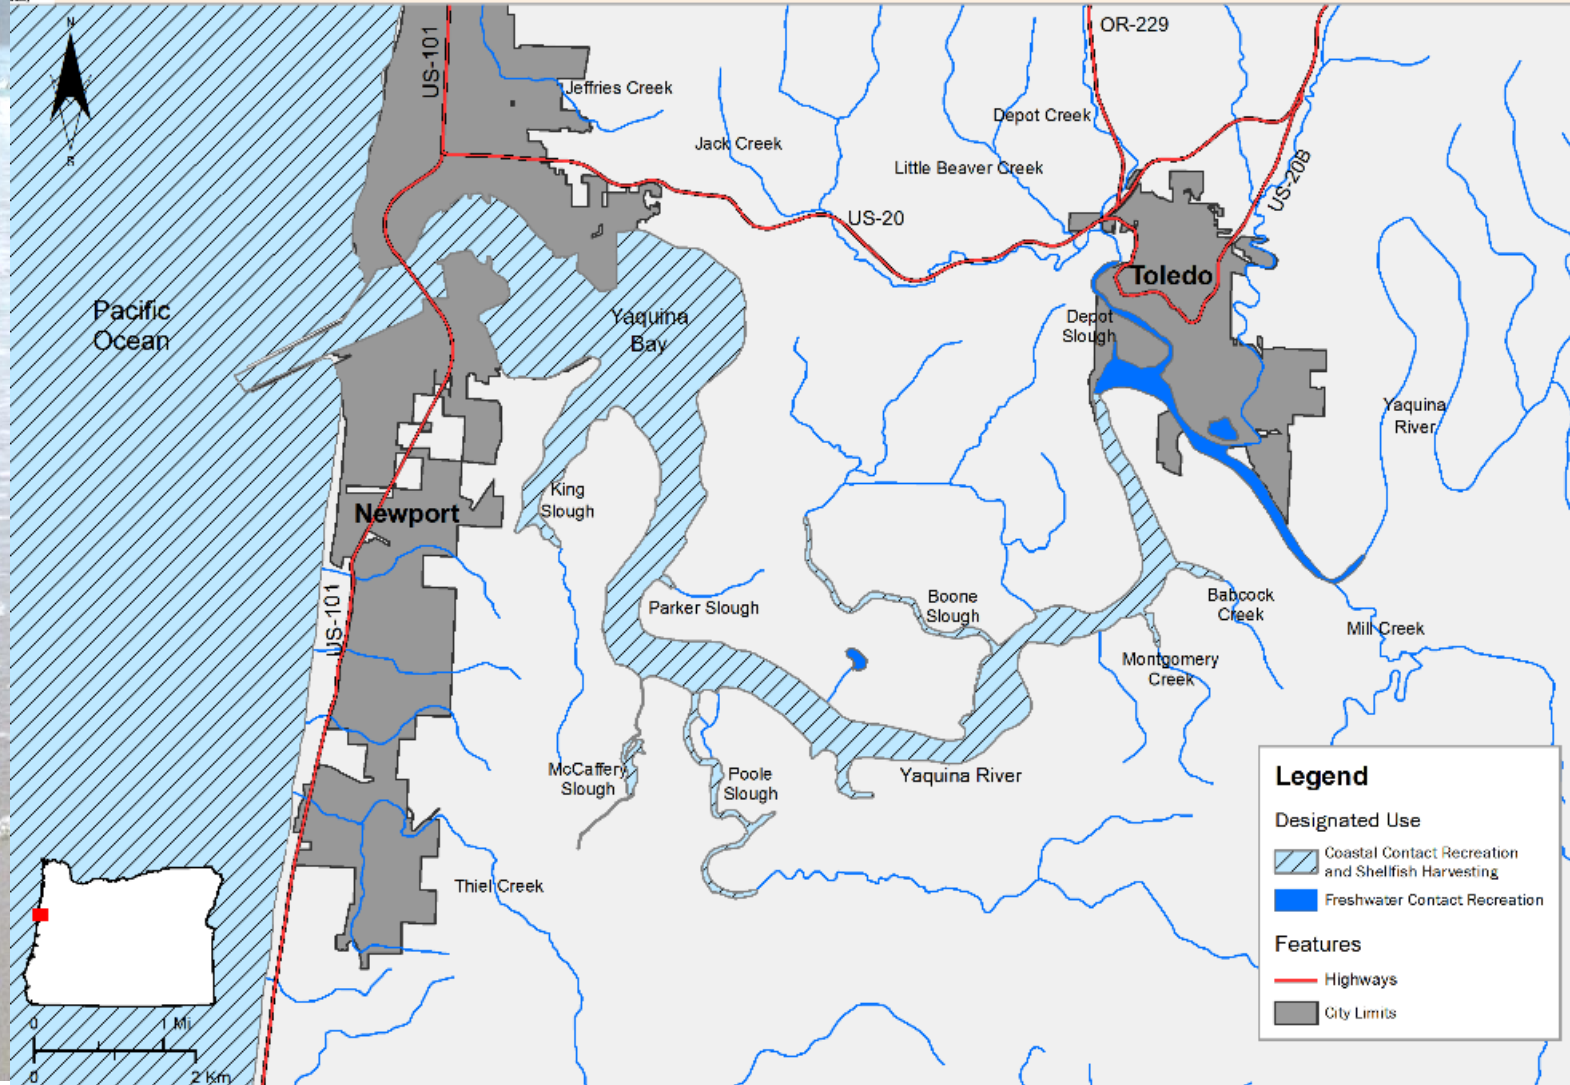 N
S
US-101
OR-229
Jeffries Creek
Depot Creek
Jack Creek
Little Beaver Creek
US-20B
US-20
Toledo
Pacific
Ocean
Yaquina
Bay
Depot
Slough
Yaquina
River
King
Slough
Newport
US-101
Parker Slough
Boone
Slough
Babcock
Creek
Mill Creek
Montgomery
Creek
McCaffery
Slough
Poole
Slough
Yaquina River
Thiel Creek
Legend
Designated Use
Coastal Contact Recreation
and Shellfish Harvesting
Freshwater Contact Recreation
Features
Highways
City Limits
0 1 Mi
0 2 Km